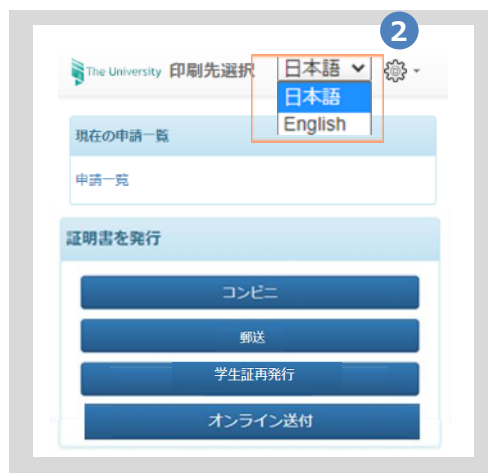 2
The University 印刷先選択 日本語
日本語
English
現在の申請一覧
申請一覧
証明書を発行
コンビニ
郵送
学生証再発行
オンライン送付